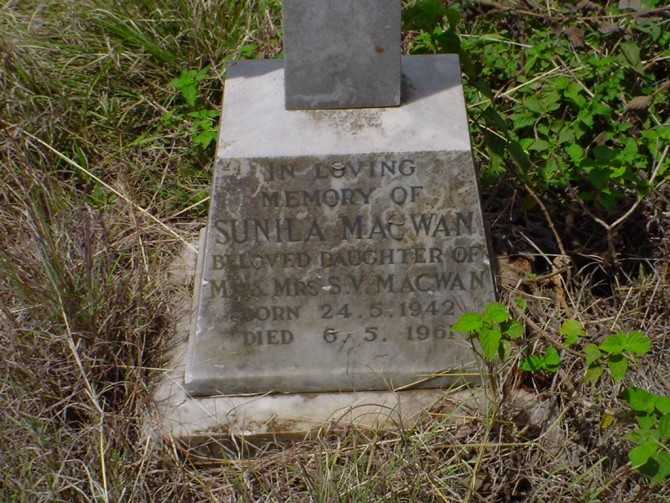 IN LOVING
MEMORY OF
SUNILA MACWAN
BELOVED DAUGHTER OF
MR & MRS S.V. MACWAN
BORN 24.5.1942
DIED 6.5.1961